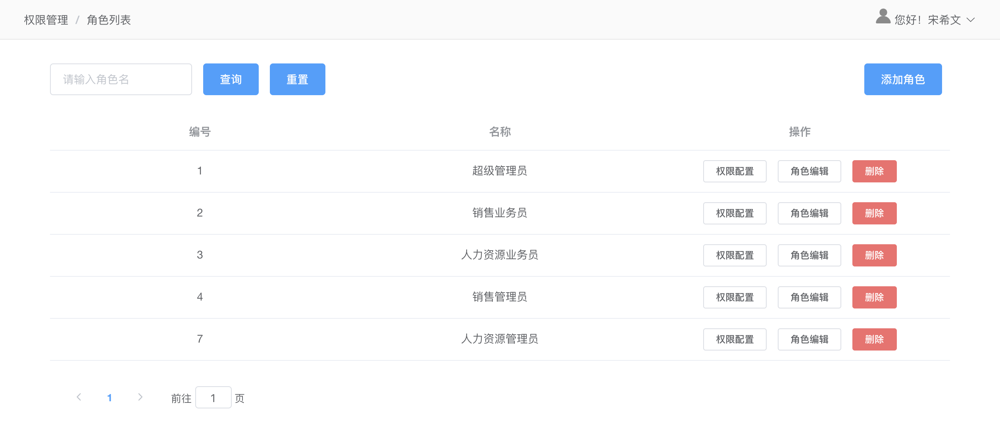 权限管理 / 角色列表 您好！宋希文
请输入角色名 查询 重置 添加角色
编号 名称 操作
1 超级管理员 权限配置 角色编辑 删除
2 销售业务员 权限配置 角色编辑 删除
3 人力资源业务员 权限配置 角色编辑 删除
4 销售管理员 权限配置 角色编辑 删除
7 人力资源管理员 权限配置 角色编辑 删除
1 前往 1 页